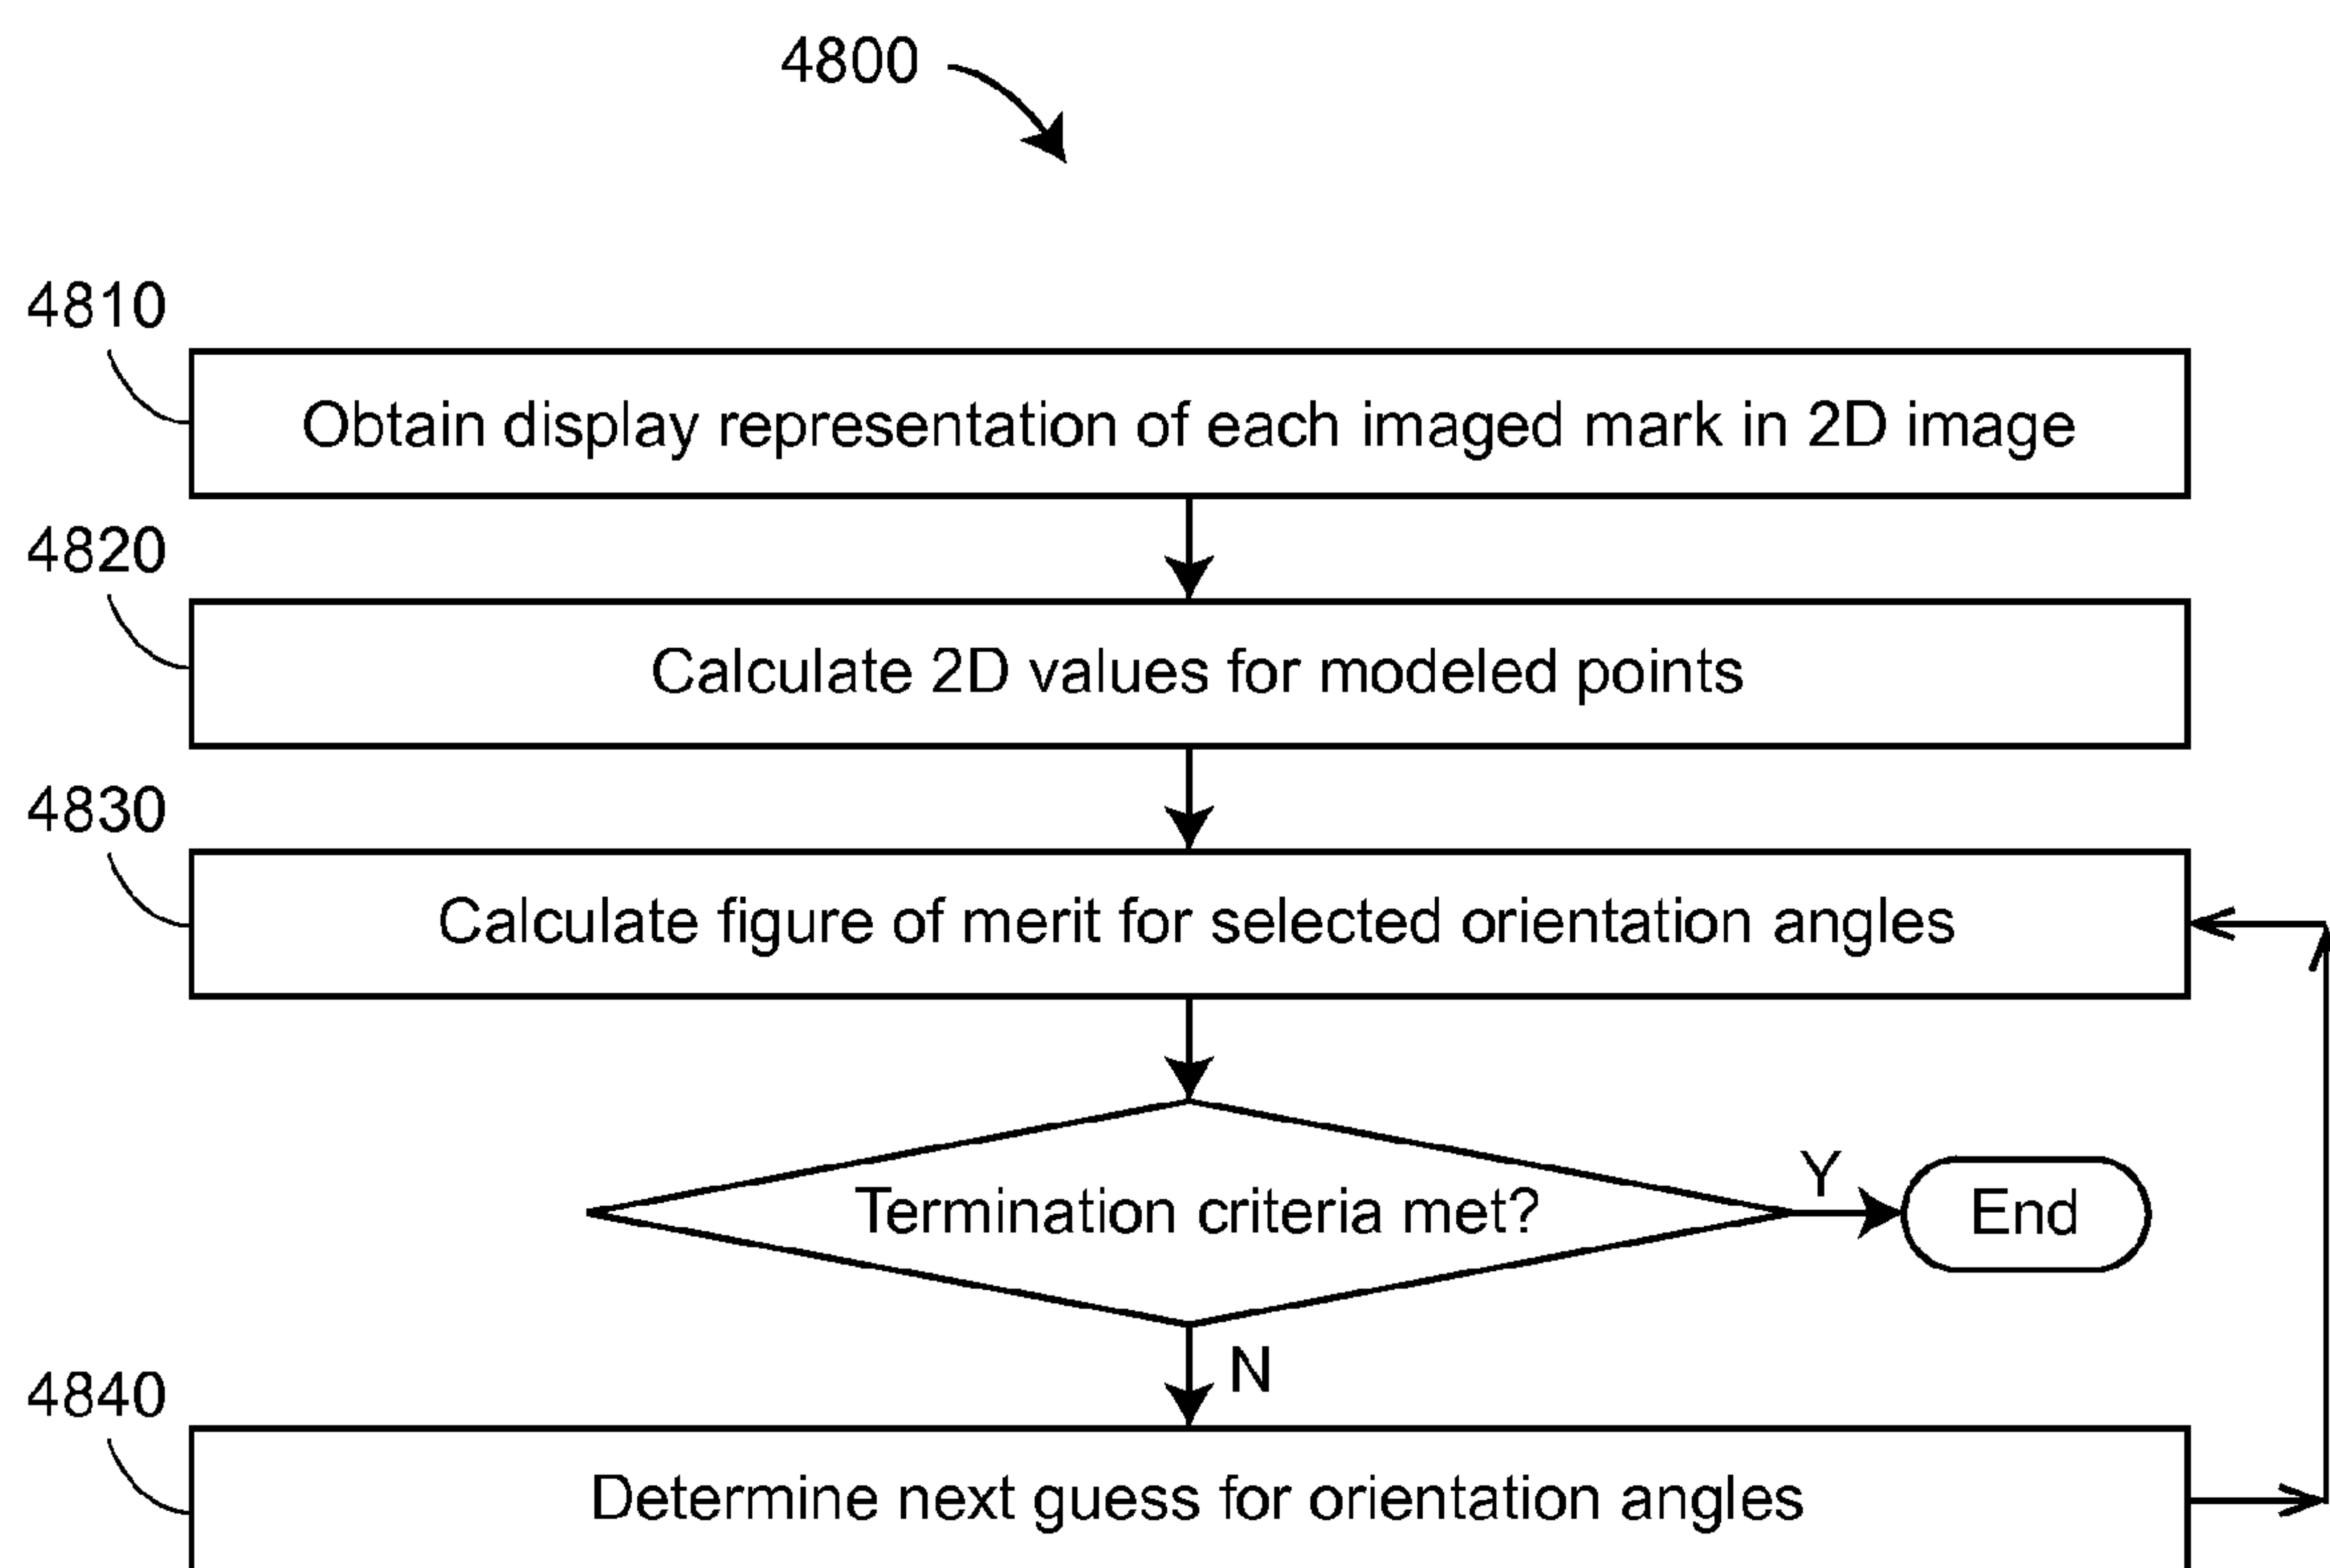 4800
4810
Obtain display representation of each imaged mark in 2D image
4820
Calculate 2D values for modeled points
4830
Calculate figure of merit for selected orientation angles
Termination criteria met?
Y
End
N
4840
Determine next guess for orientation angles